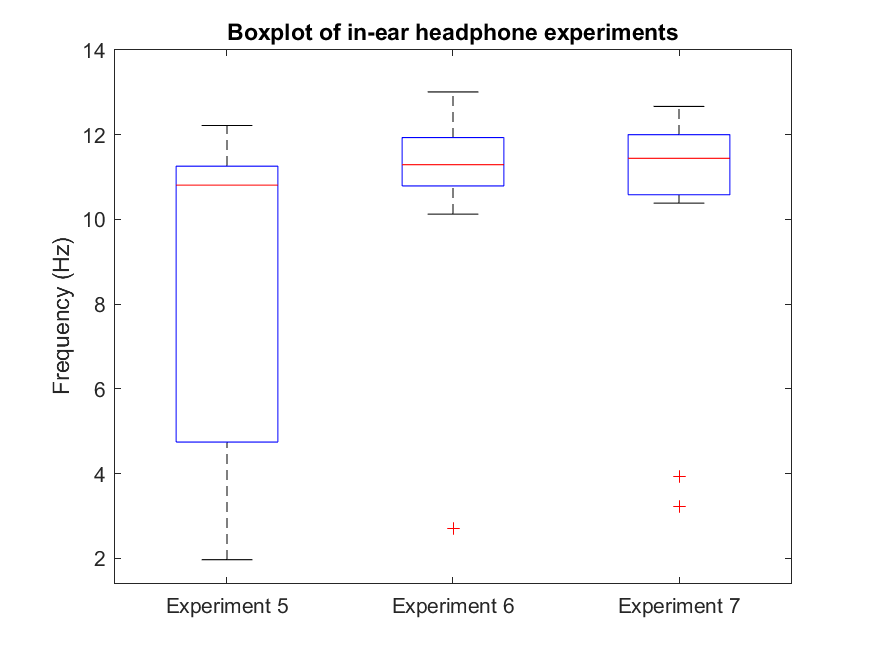 Boxplot of in-ear headphone experiments
14
12
10
8
6
4
2
Frequency (Hz)
Experiment 5 Experiment 6 Experiment 7